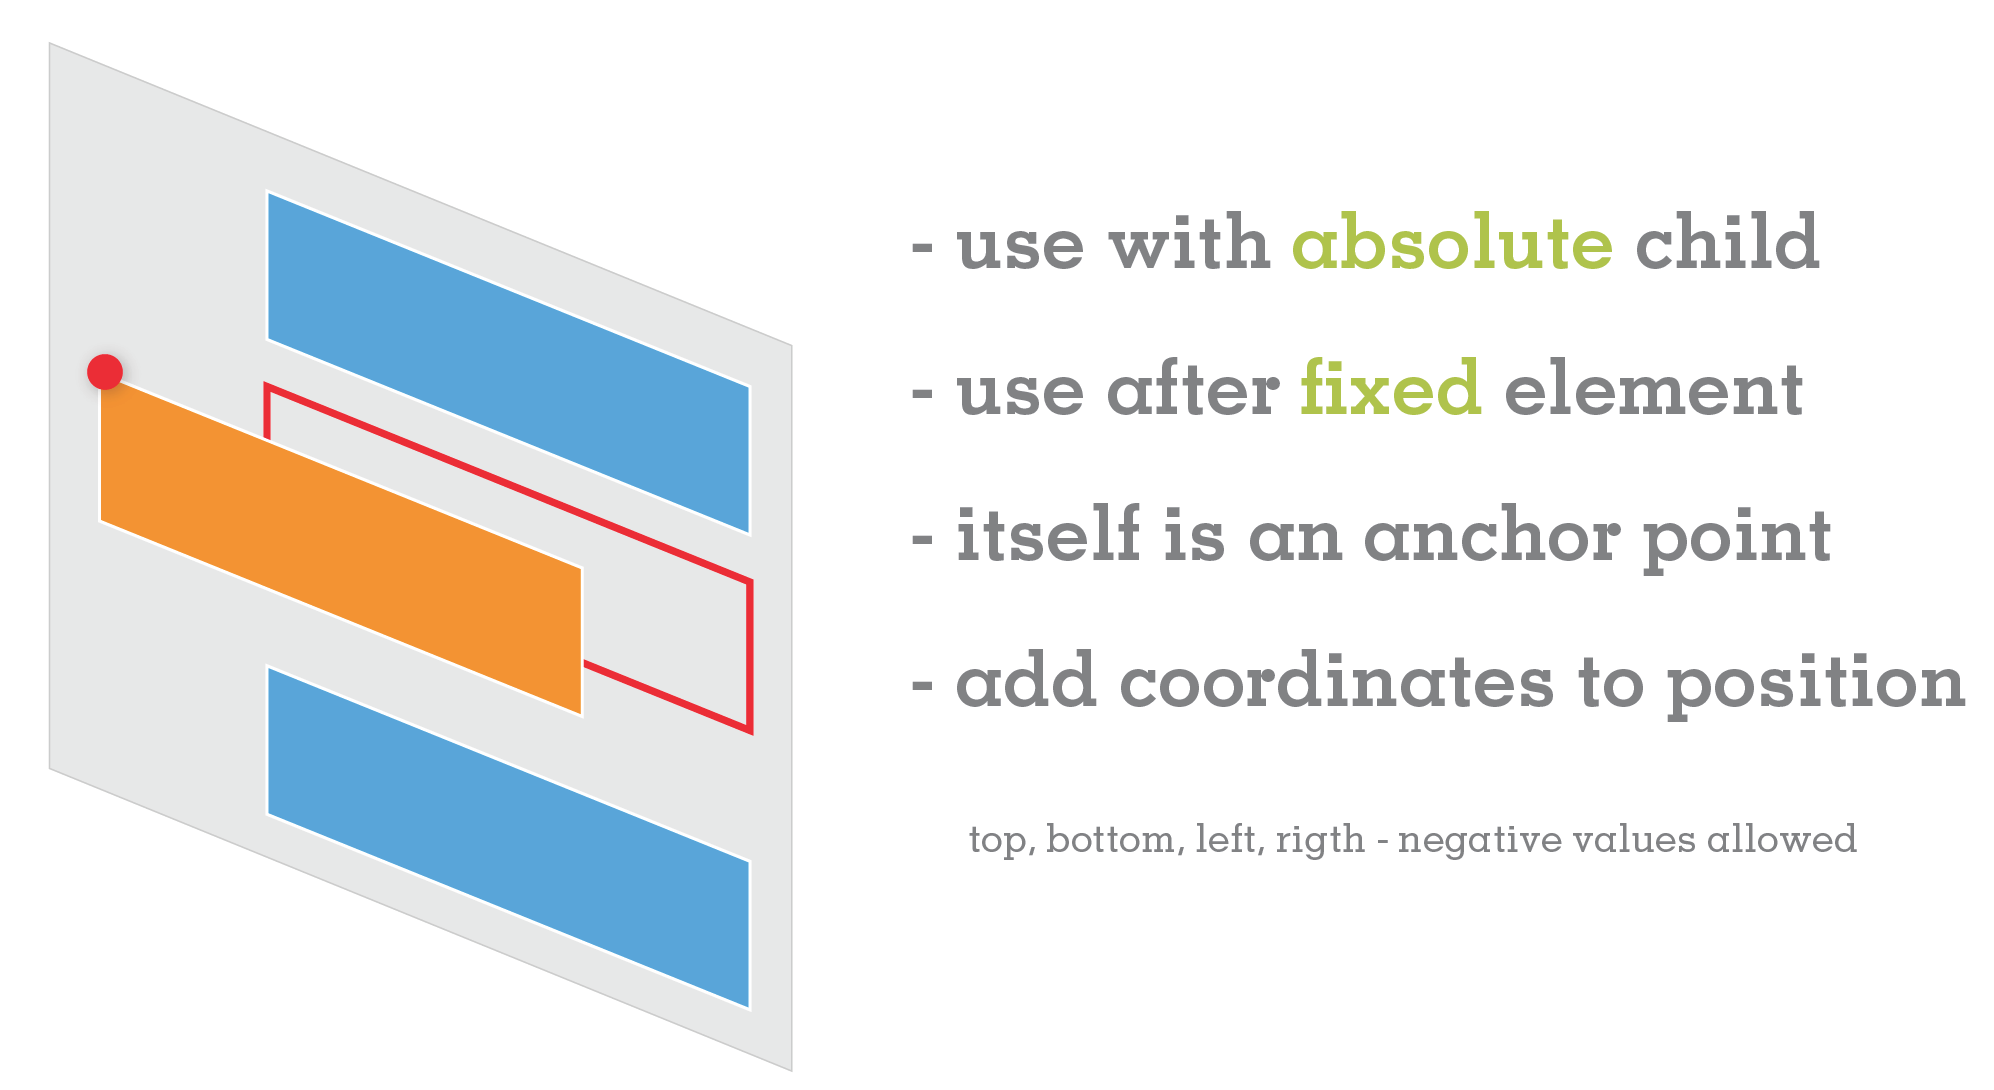 - use with absolute child
- use after fixed element
- itself is an anchor point
- add coordinates to position
top, bottom, left, rigth - negative values allowed